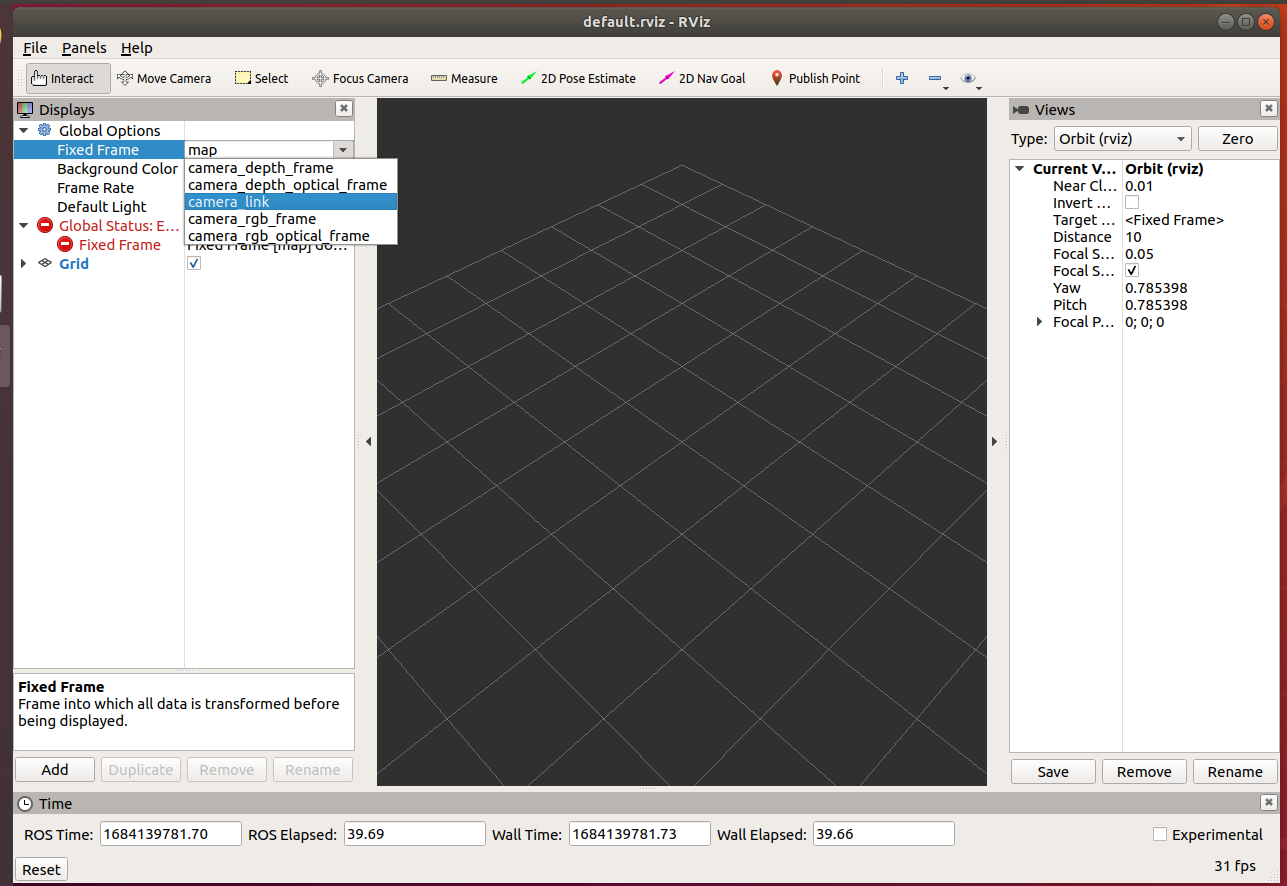 default.rviz - RViz
File Panels Help
Interact Move Camera Select Focus Camera Measure 2D Pose Estimate 2D Nav Goal Publish Point
Displays
Global Options
Fixed Frame map
Background Color
Frame Rate
Default Light
Global Status: E...
Fixed Frame Fixed Frame [map] do...
Grid
camera_depth_frame
camera_depth_optical_frame
camera_link
camera_rgb_frame
camera_rgb_optical_frame
Fixed Frame
Frame into which all data is transformed before
being displayed.
Add Duplicate Remove Rename
Views
Type: Orbit (rviz) Zero
Current V... Orbit (rviz)
Near Cl... 0.01
Invert ...
Target ... <Fixed Frame>
Distance 10
Focal S... 0.05
Focal S...
Yaw 0.785398
Pitch 0.785398
Focal P... 0; 0; 0
Save Remove Rename
Time
ROS Time: 1684139781.70 ROS Elapsed: 39.69 Wall Time: 1684139781.73 Wall Elapsed: 39.66 Experimental
Reset 31 fps